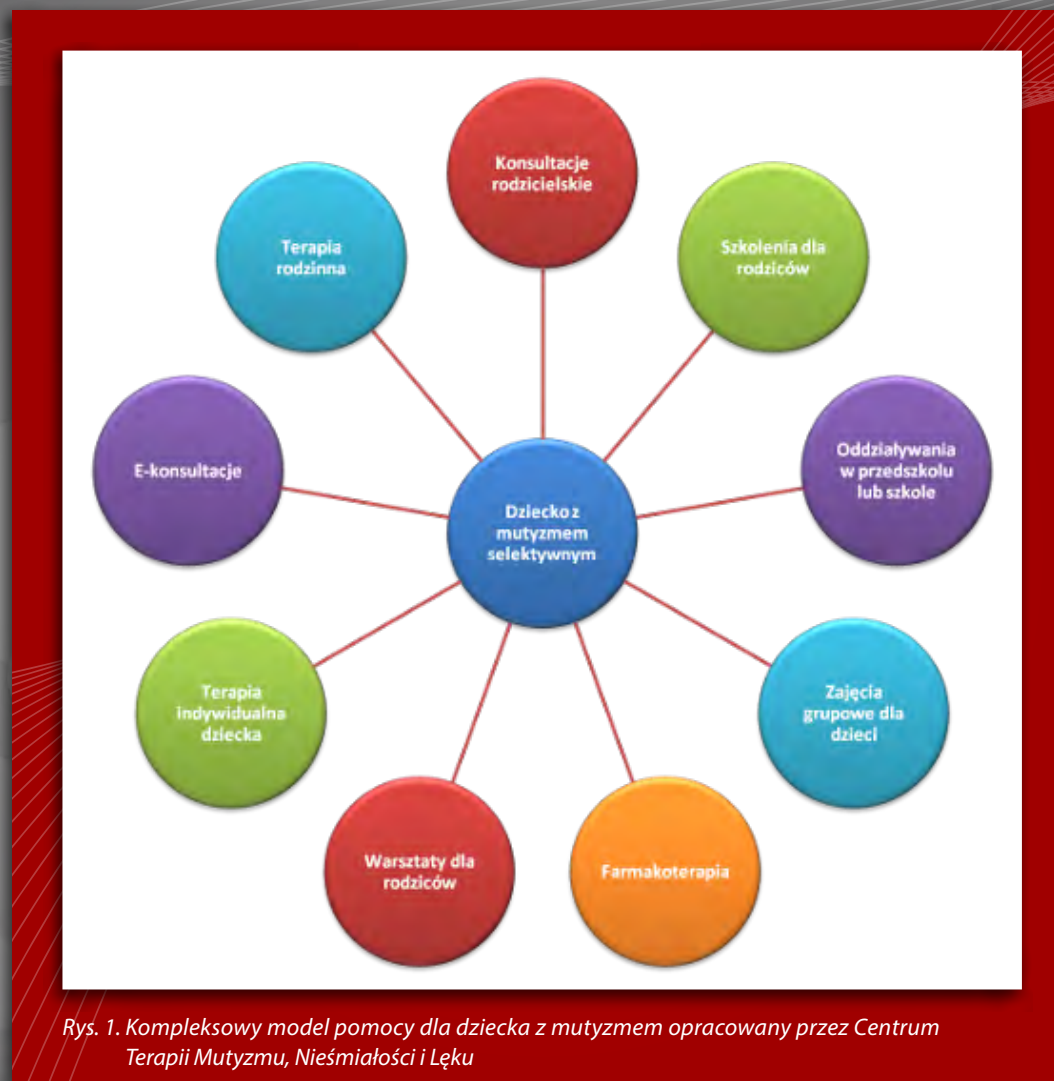 Konsultacje
rodzicielskie
Szkolenia dla
rodziców
Oddziaływania
w przedszkolu
lub szkole
Zajęcia
grupowe dla
dzieci
Farmakoterapia
Warsztaty dla
rodziców
Terapia
indywidualna
dziecka
E-konsultacje
Terapia
rodzinna
Dziecko z
mutyzmem
selektywnym
Rys. 1. Kompleksowy model pomocy dla dziecka z mutyzmem opracowany przez Centrum
Terapii Mutyzmu, Nieśmiałości i Lęku